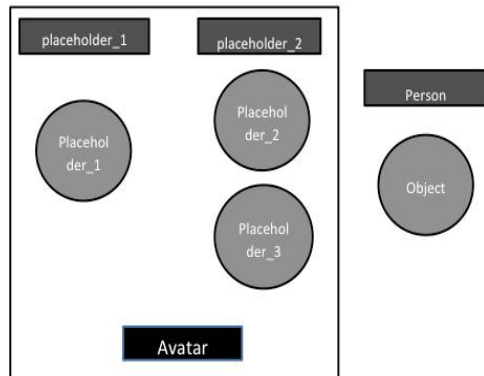 placeholder_1
placeholder_2
Placehol
der_1
Placehol
der_2
Placehol
der_3
Avatar
Person
Object